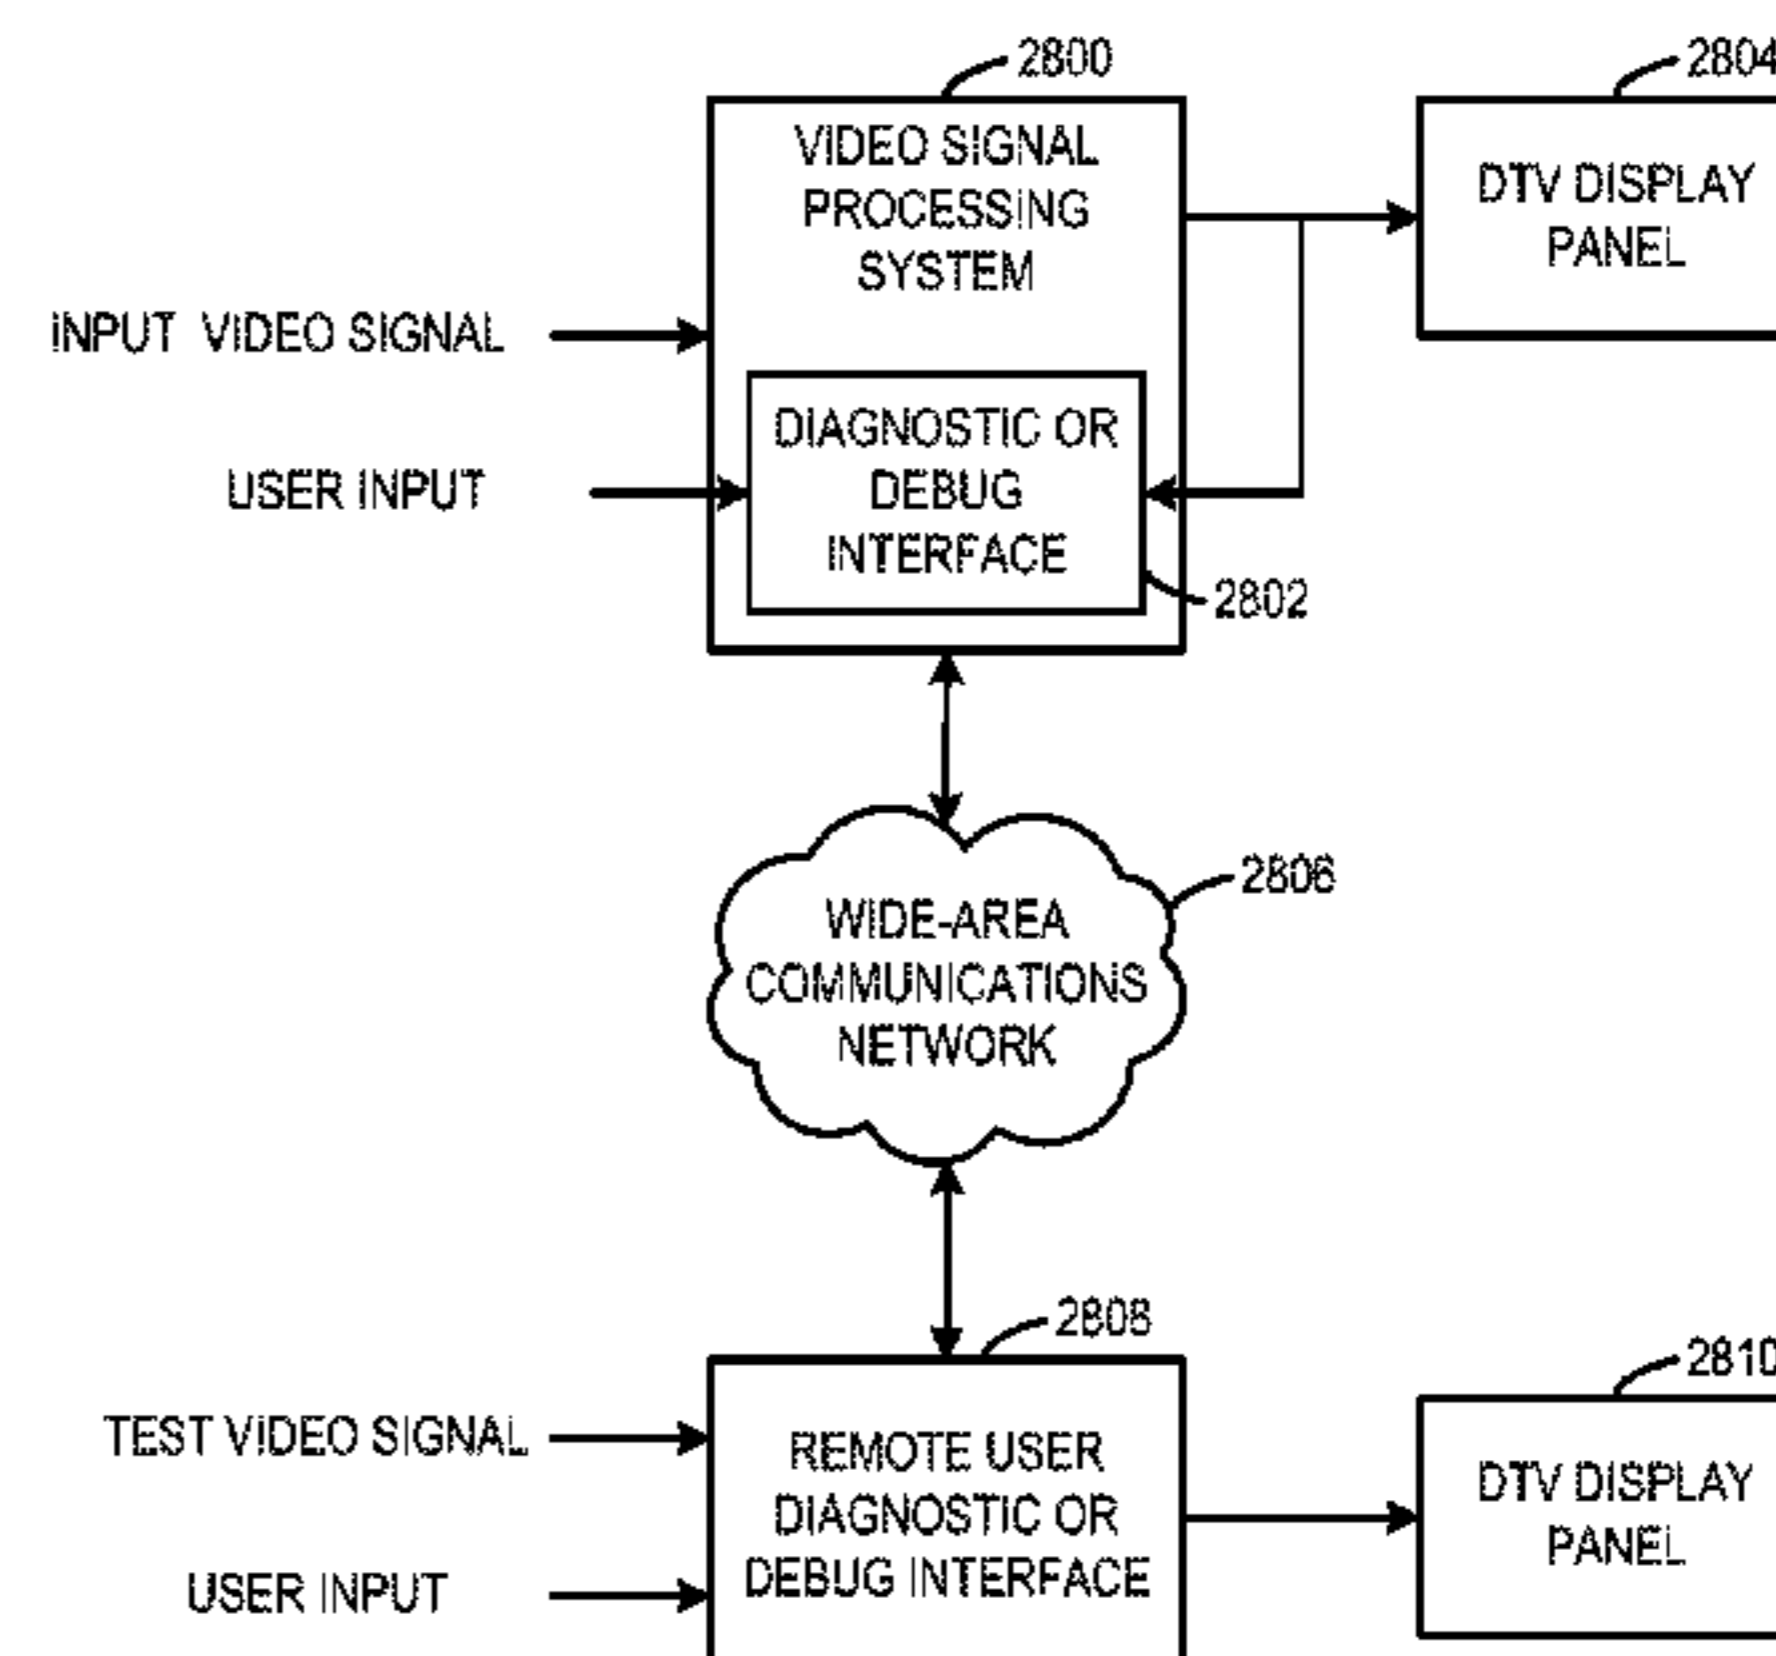 2800
2804
VIDEO SIGNAL
PROCESSING
SYSTEM
DTV DISPLAY
PANEL
INPUT VIDEO SIGNAL
DIAGNOSTIC OR
DEBUG
INTERFACE
USER INPUT
2802
2806
WIDE-AREA
COMMUNICATIONS
NETWORK
2808
2810
TEST VIDEO SIGNAL
REMOTE USER
DIAGNOSTIC OR
DEBUG INTERFACE
DTV DISPLAY
PANEL
USER INPUT